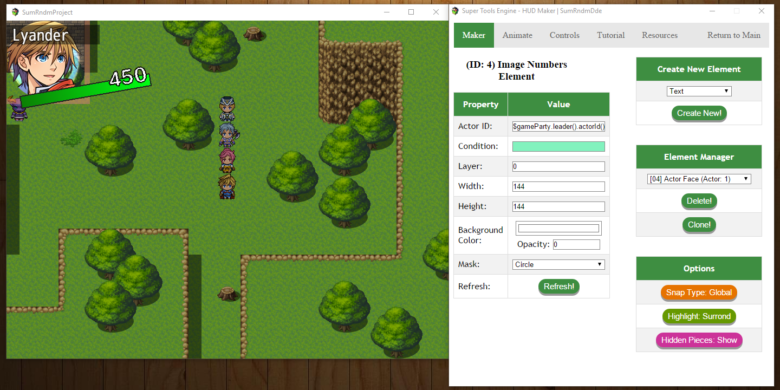 SumRndmProject
Lyander
450
Super Tools Engine - HUD Maker | SumRndmDde
Maker Animate Controls Tutorial Resources Return to Main
(ID: 4) Image Numbers
Element
Property Value
Actor ID: $gameParty.leader().actorId()
Condition:
Layer: 0
Width: 144
Height: 144
Background
Color:
Opacity: 0
Mask: Circle
Refresh: Refresh!
Create New Element
Text
Create New!
Element Manager
[04] Actor Face (Actor: 1)
Delete!
Clone!
Options
Snap Type: Global
Highlight: Surrond
Hidden Pieces: Show